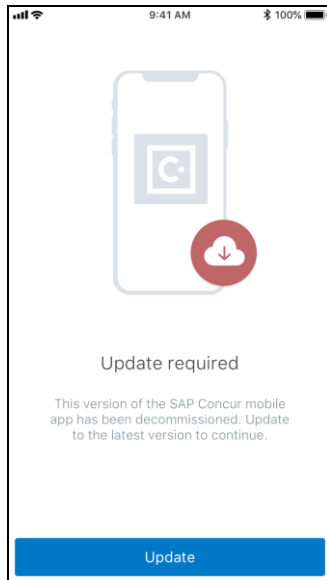 9:41 AM
100%
Update required
This version of the SAP Concur mobile
app has been decommissioned. Update
to the latest version to continue.
Update